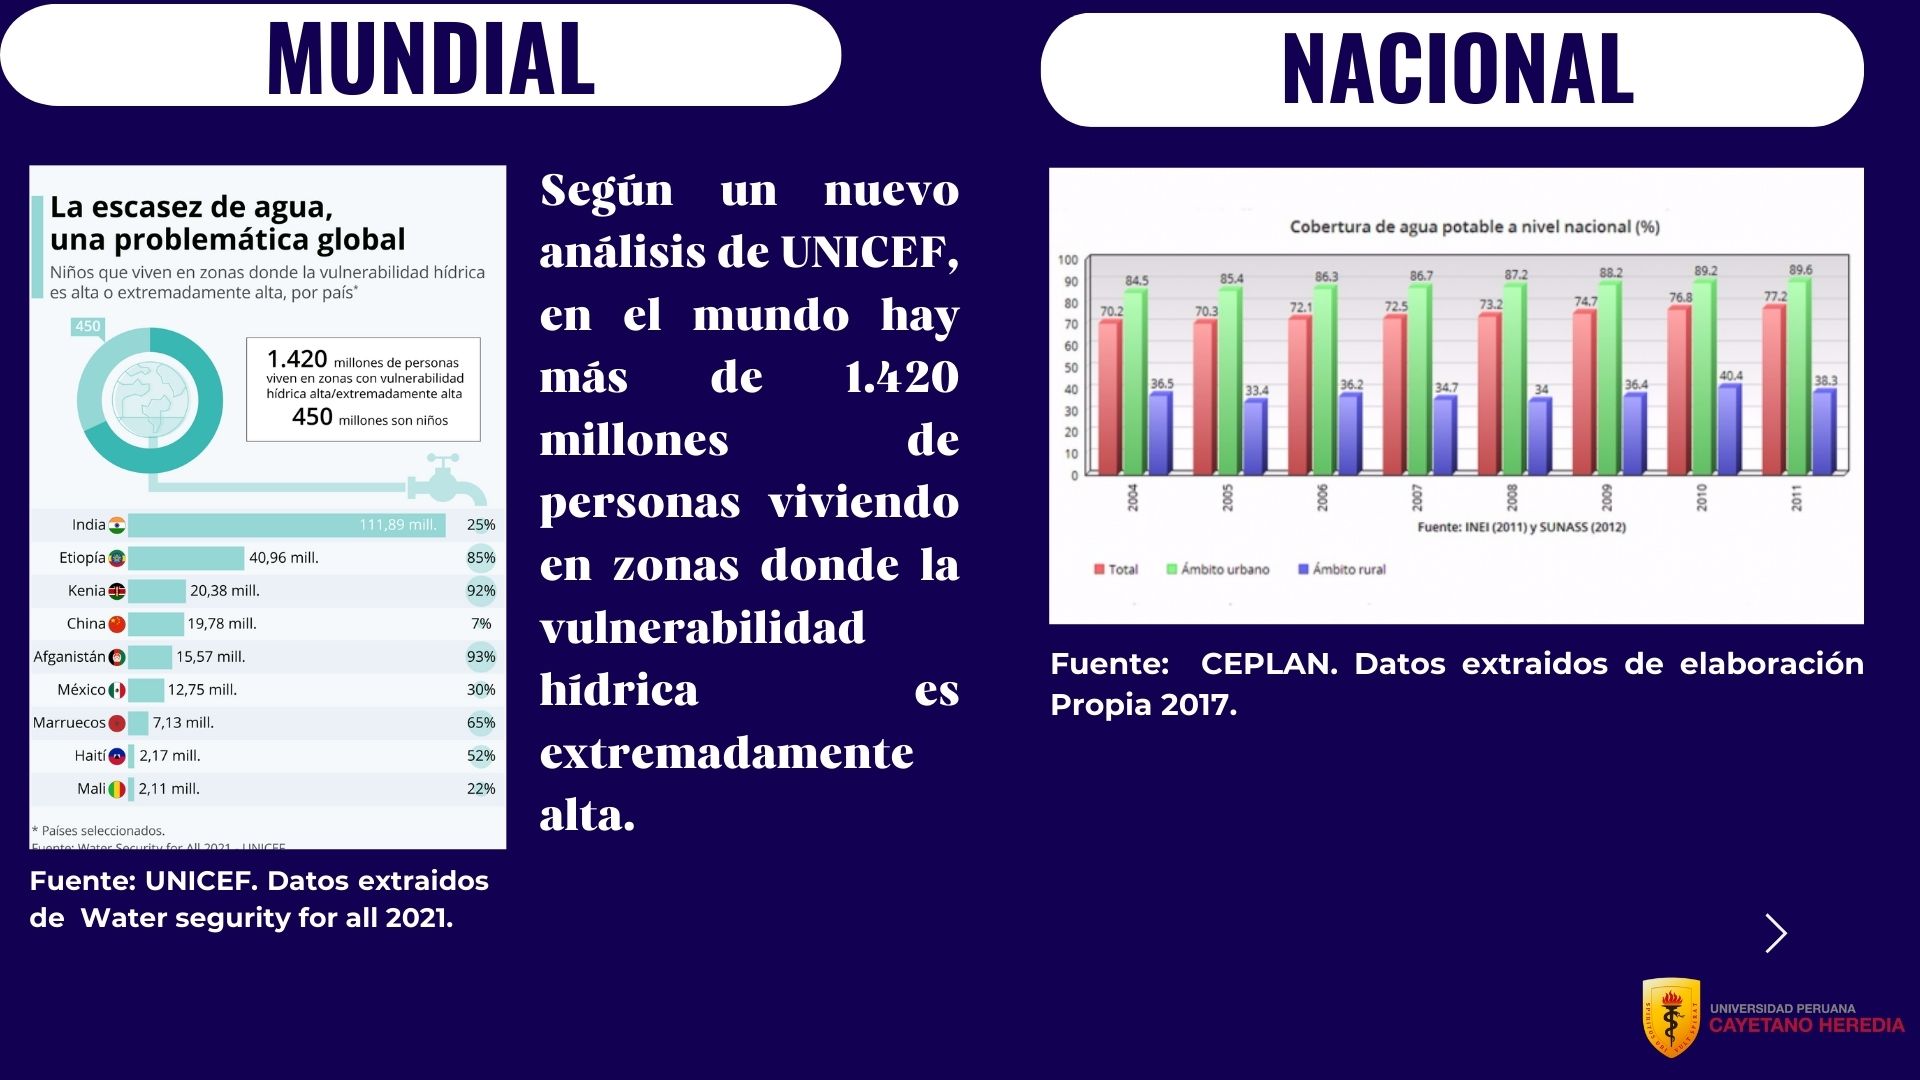 MUNDIAL
La escasez de agua,
una problemática global
Niños que viven en zonas donde la vulnerabilidad hídrica
es alta o extremadamente alta, por país*
450
1.420 millones de personas
viven en zonas con vulnerabilidad
hídrica alta/extremadamente alta
450 millones son niños
India 111,89 mill. 25%
Etiopía 40,96 mill. 85%
Kenia 20,38 mill. 92%
China 19,78 mill. 7%
Afganistán 15,57 mill. 93%
México 12,75 mill. 30%
Marruecos 7,13 mill. 65%
Haití 2,17 mill. 52%
Mali 2,11 mill. 22%
* Países seleccionados.
Fuente: Water Security for All 2021 - UNICEF
Fuente: UNICEF. Datos extraidos
de Water segurity for all 2021.
Según un nuevo
análisis de UNICEF,
en el mundo hay
más de 1.420
millones de
personas viviendo
en zonas donde la
vulnerabilidad
hídrica es
extremadamente
alta.
NACIONAL
Cobertura de agua potable a nivel nacional (%)
100
90
80
70
60
50
40
30
20
10
0
70.2 84.5 36.5
70.3 85.4 33.4
72.1 86.3 36.2
72.5 86.7 34.7
73.2 87.2 34
74.7 88.2 36.4
76.8 89.2 40.4
77.2 89.6 38.3
2004 2005 2006 2007 2008 2009 2010 2011
Fuente: INEI (2011) y SUNASS (2012)
Total Ámbito urbano Ámbito rural
Fuente: CEPLAN. Datos extraidos de elaboración
Propia 2017.
UNIVERSIDAD PERUANA
CAYETANO HEREDIA